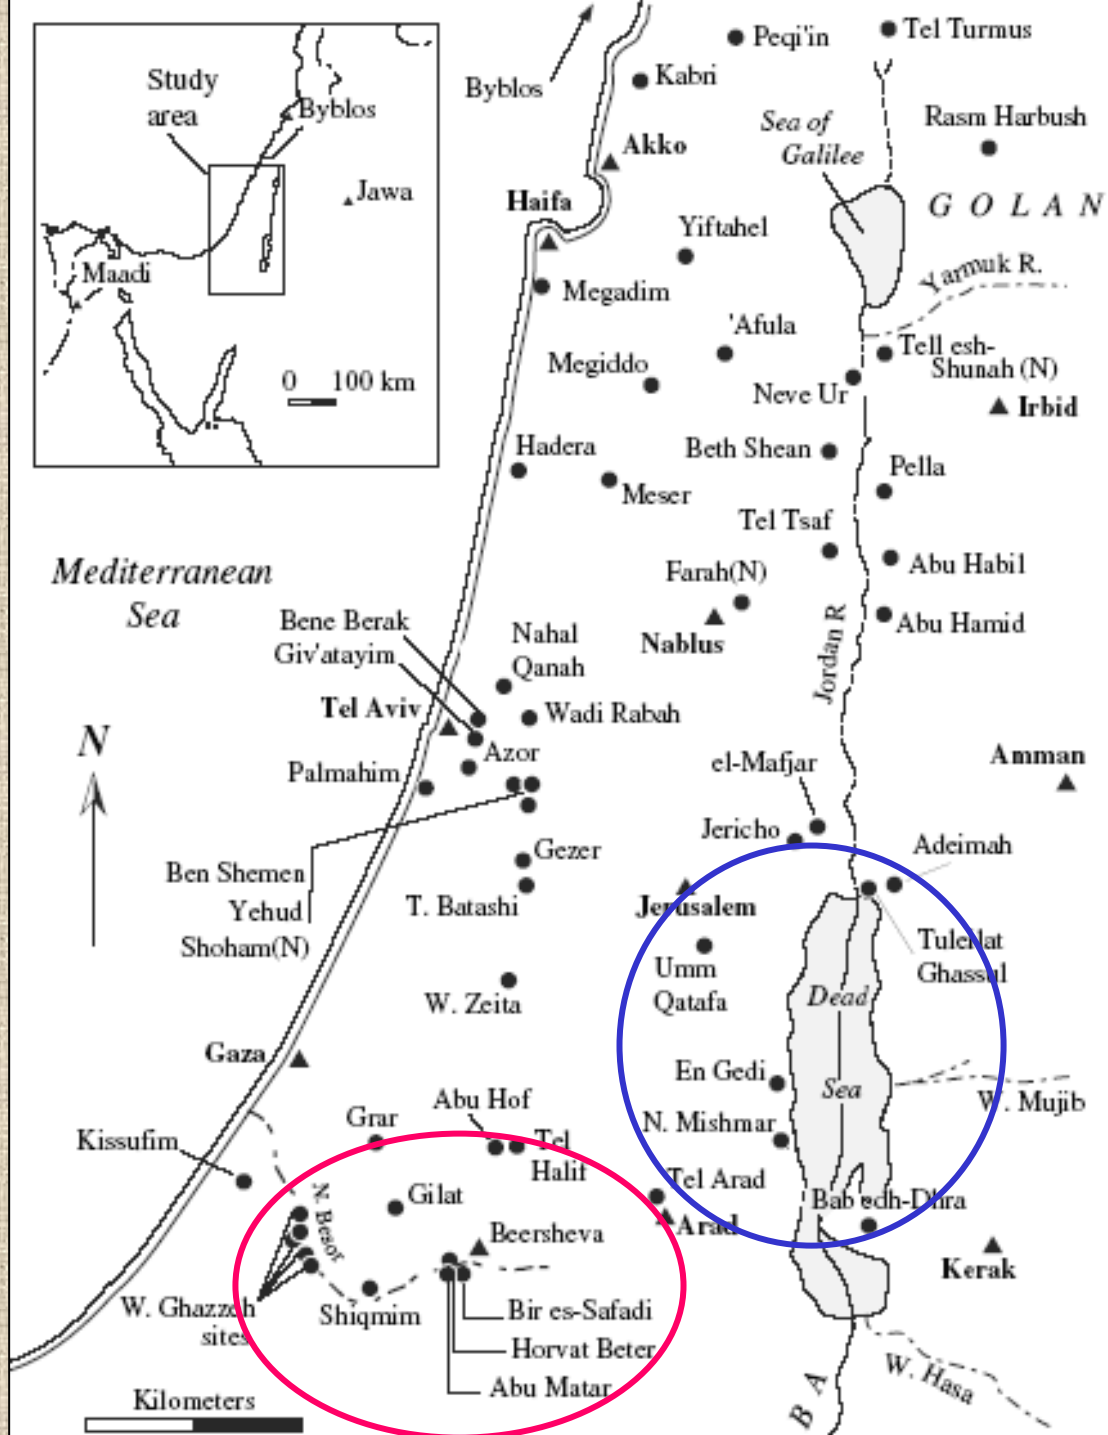 Study
area
Byblos
Jawa
Maadi
0 100 km
Byblos
Peqi'in
Tel Turmus
Kabri
Akko
Sea of
Galilee
Rasm Harbush
Haifa
GOLAN
Yiftahel
Yarmuk R.
Megadim
'Afula
Tell esh-
Shunah (N)
Megiddo
Neve Ur
Irbid
Hadera
Beth Shean
Pella
Meser
Tel Tsaf
Mediterranean
Sea
Farah(N)
Abu Habil
Nablus
Jordan R
Abu Hamid
Bene Berak
Giv'atayim
Nahal
Qanah
Tel Aviv
Wadi Rabah
N
Azor
Palmahim
el-Mafjar
Amman
Jericho
Adeimah
Gezer
Ben Shemen
Yehud
Shoham(N)
T. Batashi
Jerusalem
Tuleilat
Ghassul
Umm
Qatafa
W. Zeita
Dead
Sea
Gaza
En Gedi
W. Mujib
Abu Hof
Grar
N. Mishmar
Kissufim
Tel
Halif
Tel Arad
Gilat
Bab edh-Dhra
N. Besor
Arad
Beersheva
Kerak
W. Ghazzeh
sites
Shiqmim
Bir es-Safadi
Horvat Beter
Abu Matar
W. Hasa
Kilometers
B A